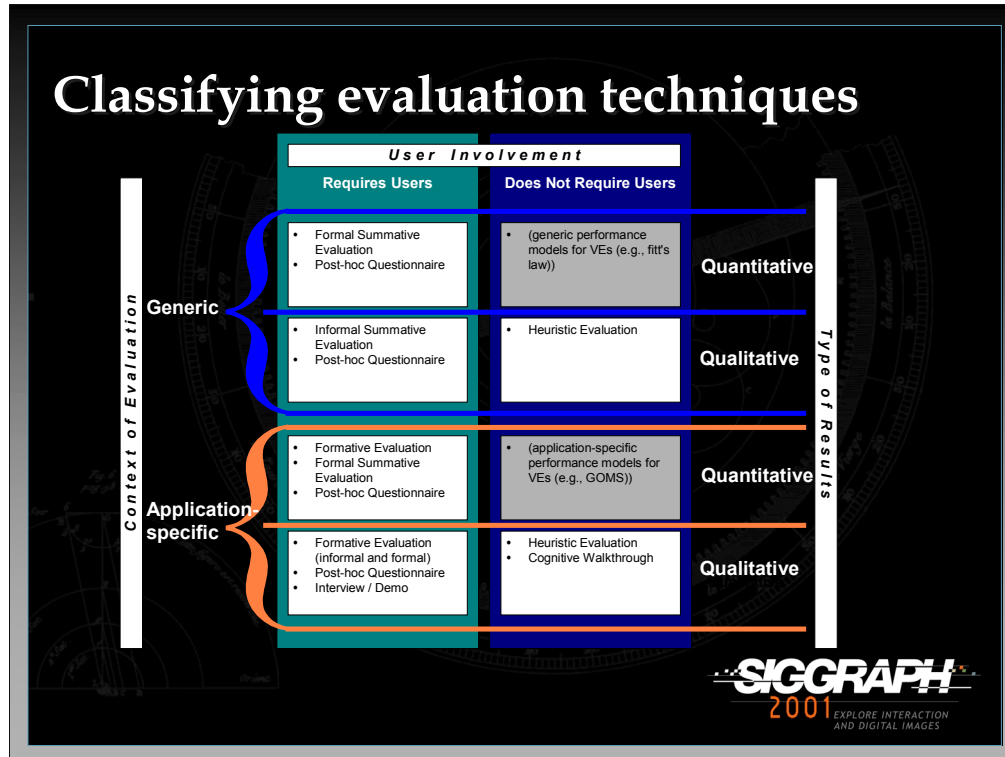 Classifying evaluation techniques
User Involvement
Requires Users
Does Not Require Users
Context of Evaluation
Type of Results
Generic
• Formal Summative
Evaluation
• Post-hoc Questionnaire
• (generic performance
models for VEs (e.g., fitt's
law))
Quantitative
• Informal Summative
Evaluation
• Post-hoc Questionnaire
• Heuristic Evaluation
Qualitative
Application-
specific
• Formative Evaluation
• Formal Summative
Evaluation
• Post-hoc Questionnaire
• (application-specific
performance models for
VEs (e.g., GOMS))
Quantitative
• Formative Evaluation
(informal and formal)
• Post-hoc Questionnaire
• Interview / Demo
• Heuristic Evaluation
• Cognitive Walkthrough
Qualitative
SIGGRAPH
2001 EXPLORE INTERACTION
AND DIGITAL IMAGES